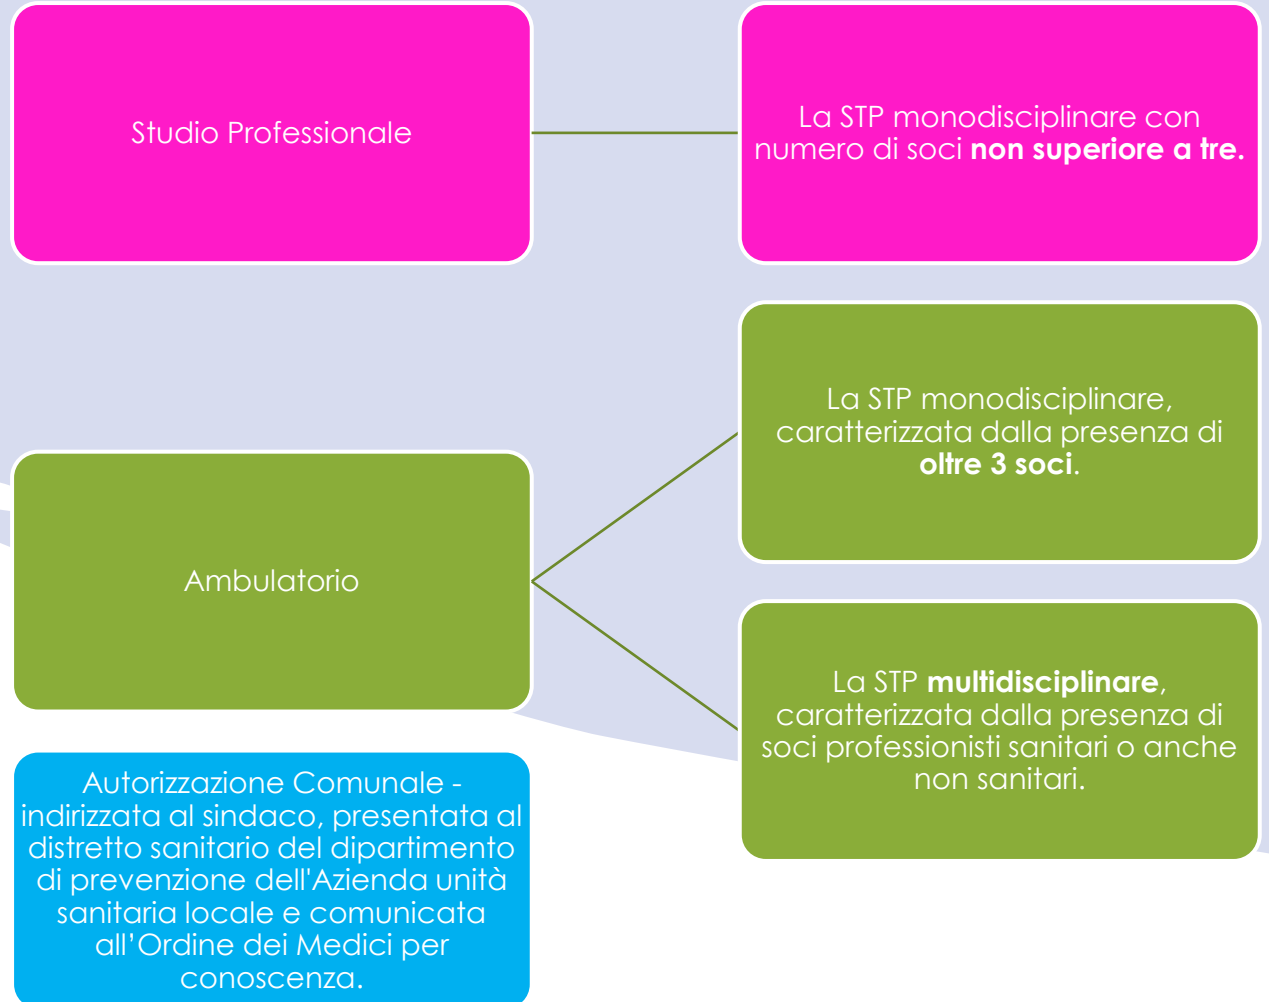 Studio Professionale
La STP monodisciplinare con
numero di soci non superiore a tre.
La STP monodisciplinare,
caratterizzata dalla presenza di
oltre 3 soci.
Ambulatorio
La STP multidisciplinare,
caratterizzata dalla presenza di
soci professionisti sanitari o anche
non sanitari.
Autorizzazione Comunale -
indirizzata al sindaco, presentata al
distretto sanitario del dipartimento
di prevenzione dell'Azienda unità
sanitaria locale e comunicata
all’Ordine dei Medici per
conoscenza.